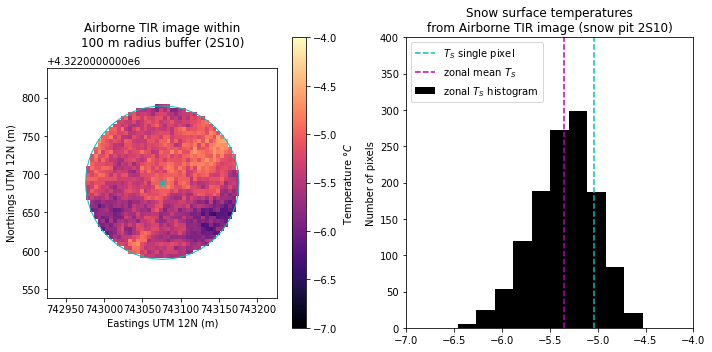 Airborne TIR image within
100 m radius buffer (2S10)
+4.3220000000e6
800
750
700
650
600
550
Northings UTM 12N (m)
742950 743000 743050 743100 743150 743200
Eastings UTM 12N (m)
−4.0
−4.5
−5.0
−5.5
−6.0
−6.5
−7.0
Temperature °C
Snow surface temperatures
from Airborne TIR image (snow pit 2S10)
400
350
300
250
200
150
100
50
0
Number of pixels
TS single pixel
zonal mean TS
zonal TS histogram
−7.0 −6.5 −6.0 −5.5 −5.0 −4.5 −4.0